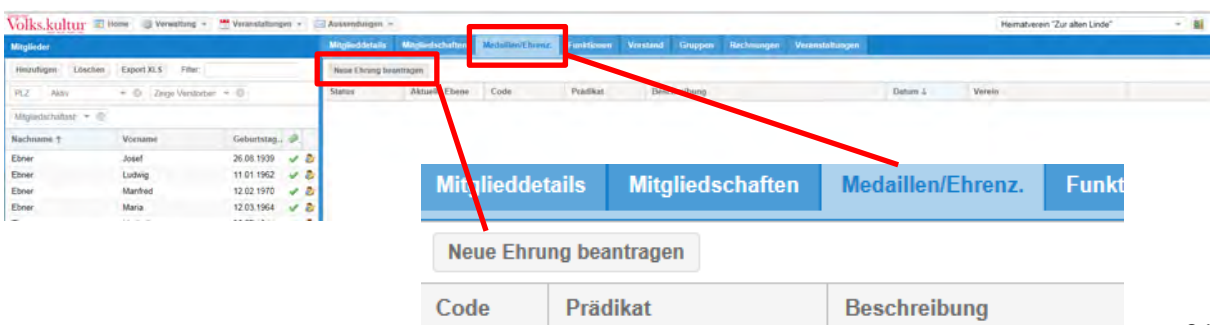 Volks.kultur Home Verwaltung Veranstaltungen Aussendungen Heimatverein "Zur alten Linde"
Mitglieder Mitglieddetails Mitgliedschaften Medaillen/Ehrenz. Funktionen Vorstand Gruppen Rechnungen Veranstaltungen
Hinzufügen Löschen Export XLS Filter: Neue Ehrung beantragen
PLZ Aktiv Zeige Verstorben Status Aktuelle Ebene Code Prädikat Beschreibung Datum ↓ Verein
Mitgliedschaftsst
Nachname ↑ Vorname Geburtstag...
Ebner Josef 26.08.1939
Ebner Ludwig 11.01.1962
Ebner Manfred 12.02.1970
Ebner Maria 12.03.1964
Mitglieddetails Mitgliedschaften Medaillen/Ehrenz. Funkt
Neue Ehrung beantragen
Code Prädikat Beschreibung